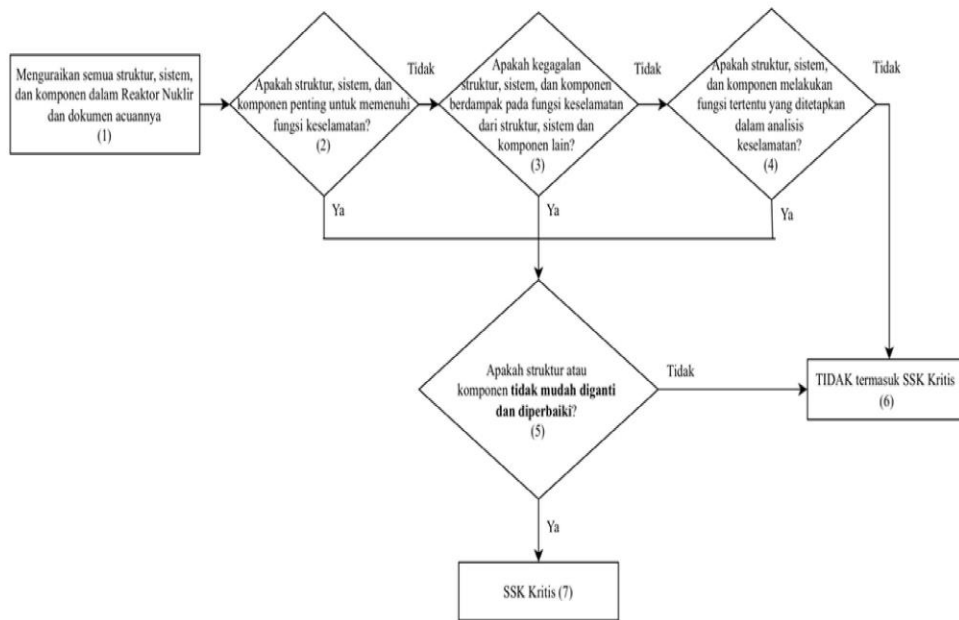 Menguraikan semua struktur, sistem,
dan komponen dalam Reaktor Nuklir
dan dokumen acuannya
(1)
Apakah struktur, sistem, dan
komponen penting untuk memenuhi
fungsi keselamatan?
(2)
Tidak
Apakah kegagalan
struktur, sistem, dan komponen
berdampak pada fungsi keselamatan
dari struktur, sistem dan
komponen lain?
(3)
Tidak
Apakah struktur, sistem,
dan komponen melakukan
fungsi tertentu yang ditetapkan
dalam analisis
keselamatan?
(4)
Tidak
Ya
Ya
Ya
Apakah struktur atau
komponen tidak mudah diganti
dan diperbaiki?
(5)
Tidak
TIDAK termasuk SSK Kritis
(6)
Ya
SSK Kritis (7)